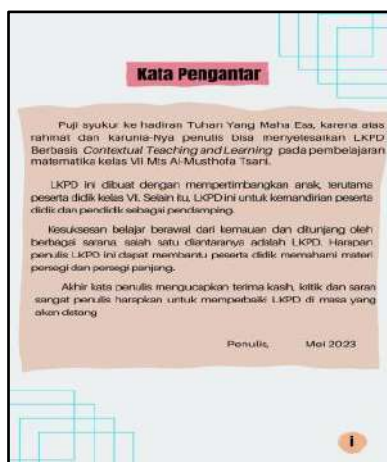 Kata Pengantar
Puji syukur ke hadiran Tuhan Yang Maha Esa, karena atas
rahmat dan karunia-Nya penulis bisa menyelesaikan LKPD
Berbasis Contextual Teaching and Learning pada pembelajaran
matematika kelas VII Mts Al-Musthofa Tsani.
LKPD ini dibuat dengan mempertimbangkan anak, terutama
peserta didik kelas VII. Selain itu, LKPD ini untuk kemandirian peserta
didik dan pendidik sebagai pendamping.
Kesuksesan belajar berawal dari kemauan dan ditunjang oleh
berbagai sarana salah satu diantaranya adalah LKPD. Harapan
penulis LKPD ini dapat membantu peserta didik memahami materi
persegi dan persegi panjang.
Akhir kata penulis mengucapkan terima kasih, kritik dan saran
sangat penulis harapkan untuk memperbaiki LKPD di masa yang
akan datang
Penulis, Mei 2023
i